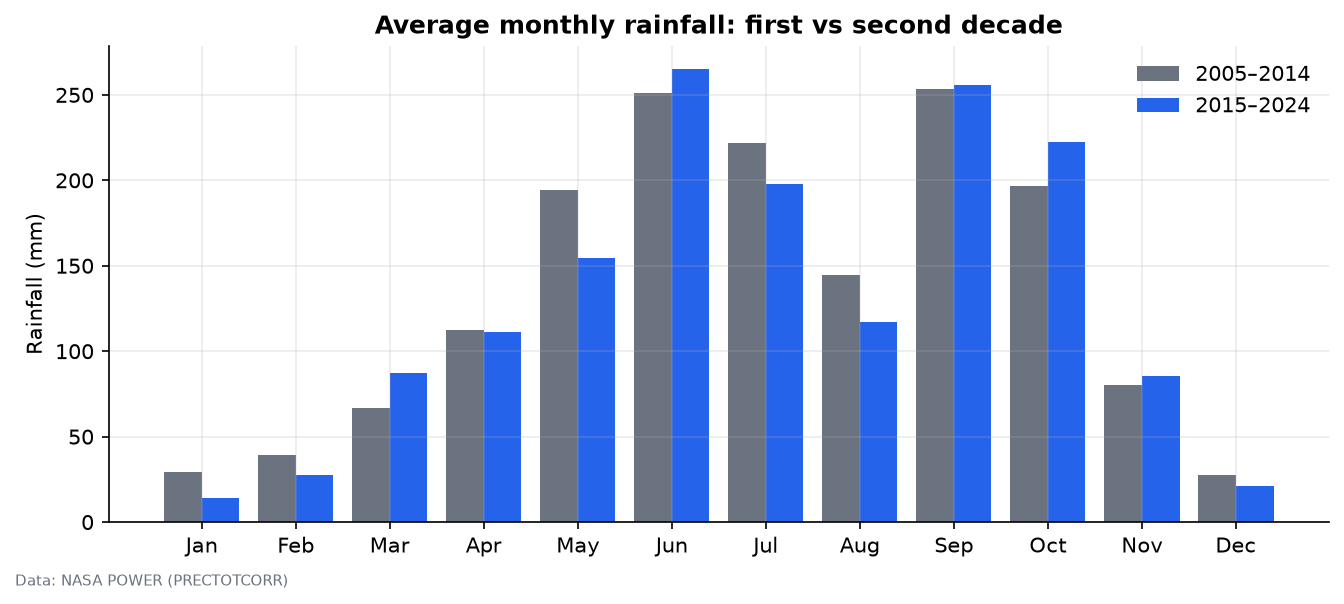 Average monthly rainfall: first vs second decade
2005–2014
2015–2024
Rainfall (mm)
250
200
150
100
50
0
Jan Feb Mar Apr May Jun Jul Aug Sep Oct Nov Dec
Data: NASA POWER (PRECTOTCORR)